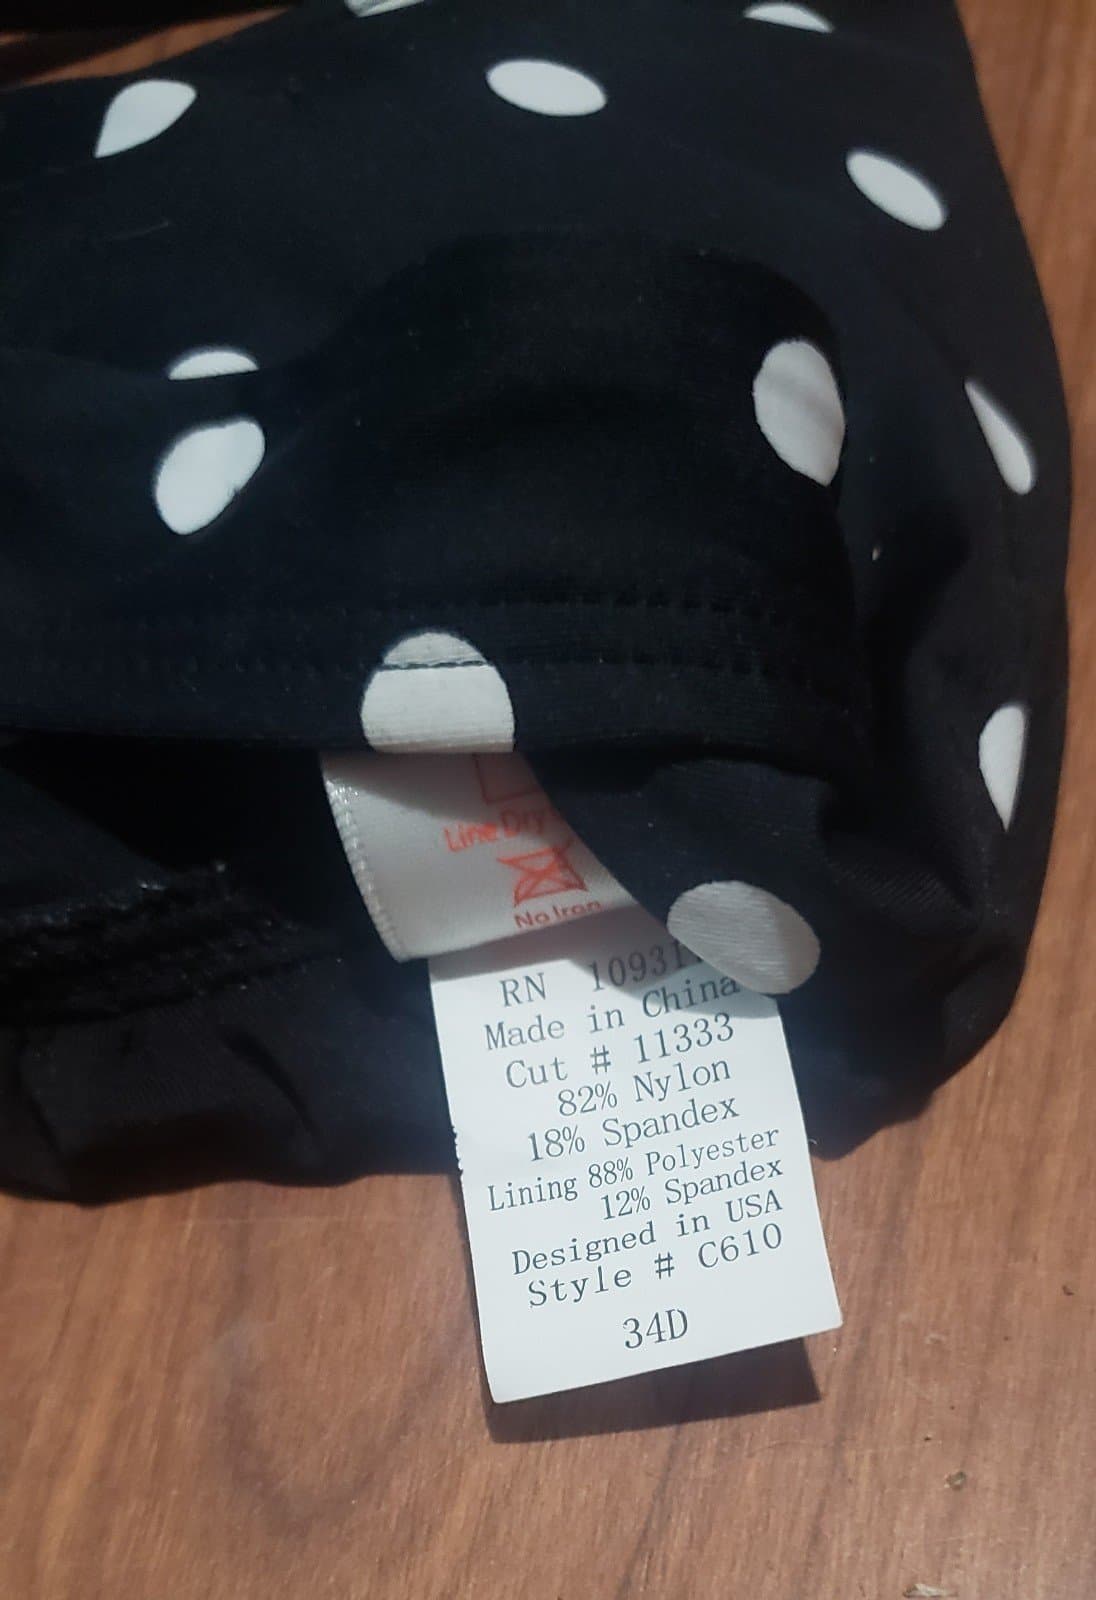 Line Dry
No Iron
RN 10931
Made in China
Cut # 11333
82% Nylon
18% Spandex
Lining 88% Polyester
12% Spandex
Designed in USA
Style # C610
34D